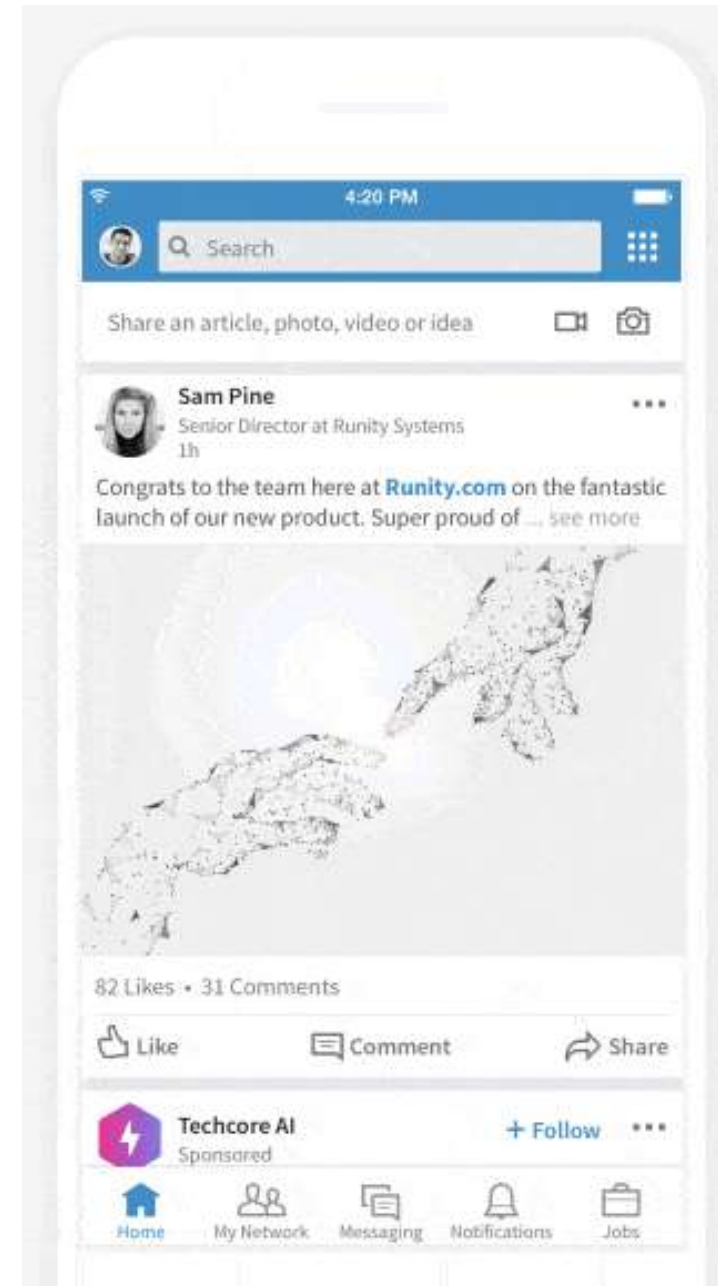 4:20 PM
Search
Share an article, photo, video or idea
Sam Pine
Senior Director at Runity Systems
1h
Congrats to the team here at Runity.com on the fantastic
launch of our new product. Super proud of ... see more
82 Likes • 31 Comments
Like Comment Share
Techcore AI
+ Follow
Sponsored
Home My Network Messaging Notifications Jobs